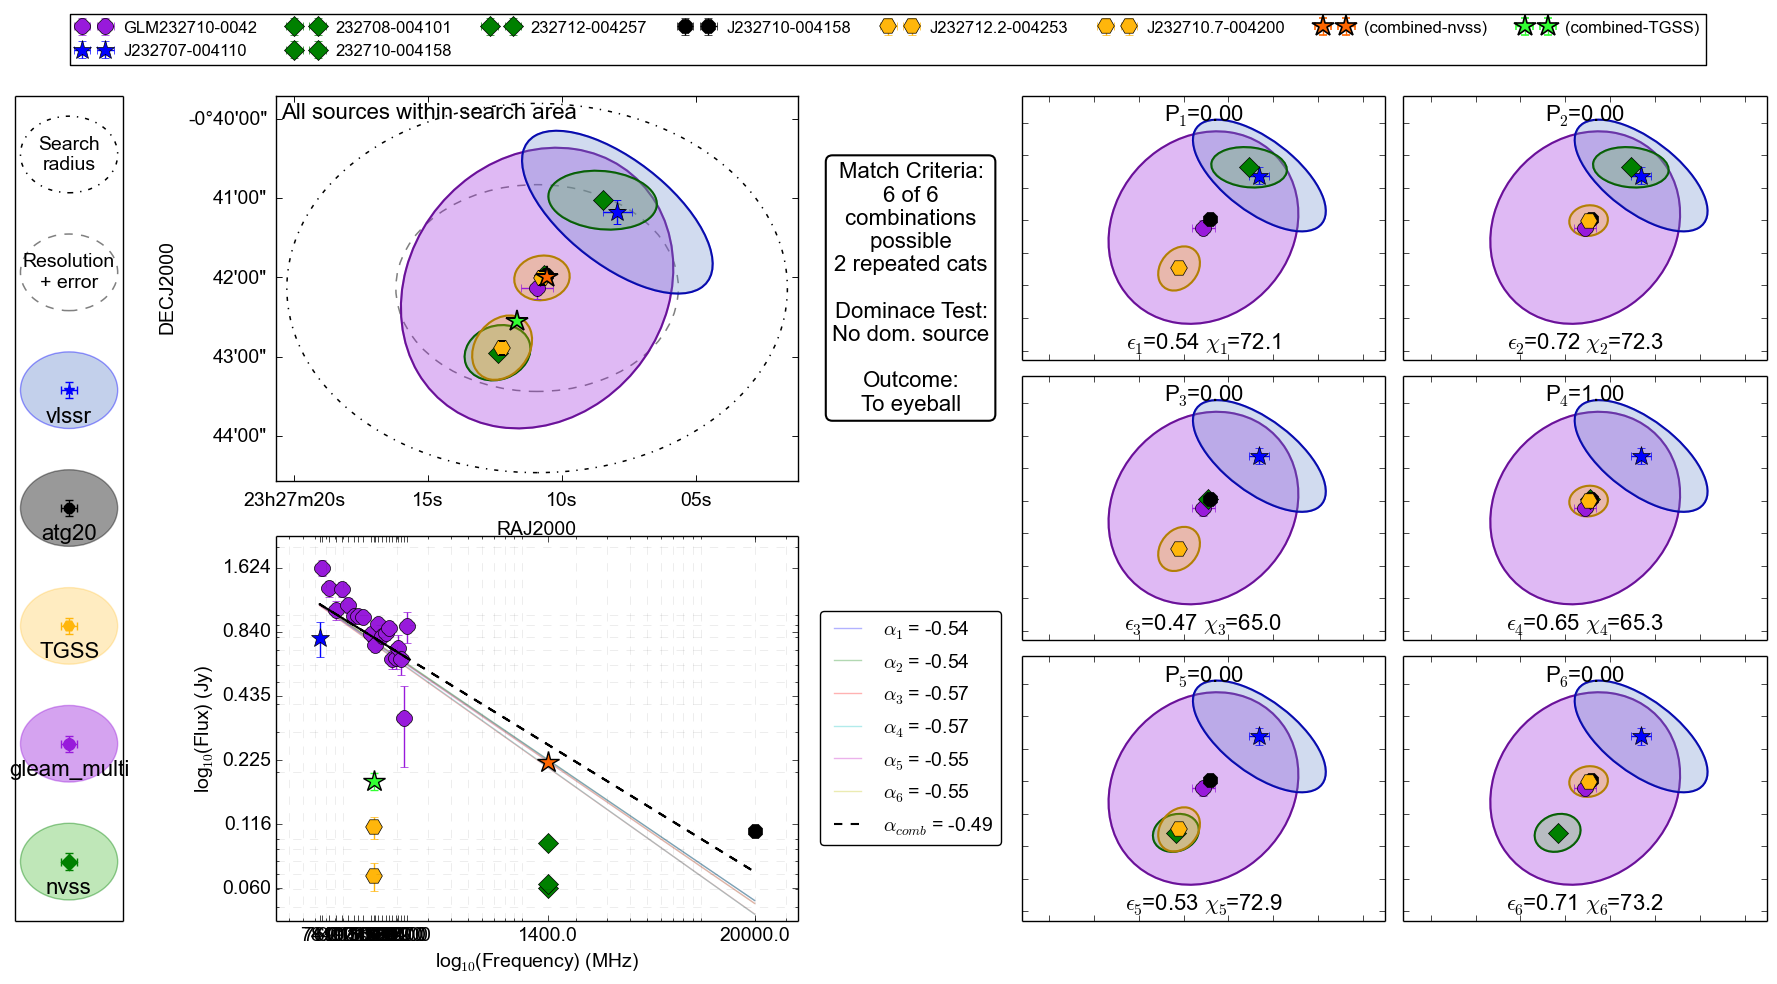 GLM232710-0042
232708-004101
232712-004257
J232710-004158
J232712.2-004253
J232710.7-004200
(combined-nvss)
(combined-TGSS)
J232707-004110
232710-004158
Search
radius
Resolution
+ error
vlssr
atg20
TGSS
gleam_multi
nvss
All sources within search area
DECJ2000
-0°40'00"
41'00"
42'00"
43'00"
44'00"
23h27m20s
15s
10s
05s
RAJ2000
log10(Flux) (Jy)
1.624
0.840
0.435
0.225
0.116
0.060
1400.0
20000.0
log10(Frequency) (MHz)
Match Criteria:
6 of 6
combinations
possible
2 repeated cats
Dominace Test:
No dom. source
Outcome:
To eyeball
α1 = -0.54
α2 = -0.54
α3 = -0.57
α4 = -0.57
α5 = -0.55
α6 = -0.55
αcomb = -0.49
P1=0.00
ϵ1=0.54 χ1=72.1
P2=0.00
ϵ2=0.72 χ2=72.3
P3=0.00
ϵ3=0.47 χ3=65.0
P4=1.00
ϵ4=0.65 χ4=65.3
P5=0.00
ϵ5=0.53 χ5=72.9
P6=0.00
ϵ6=0.71 χ6=73.2